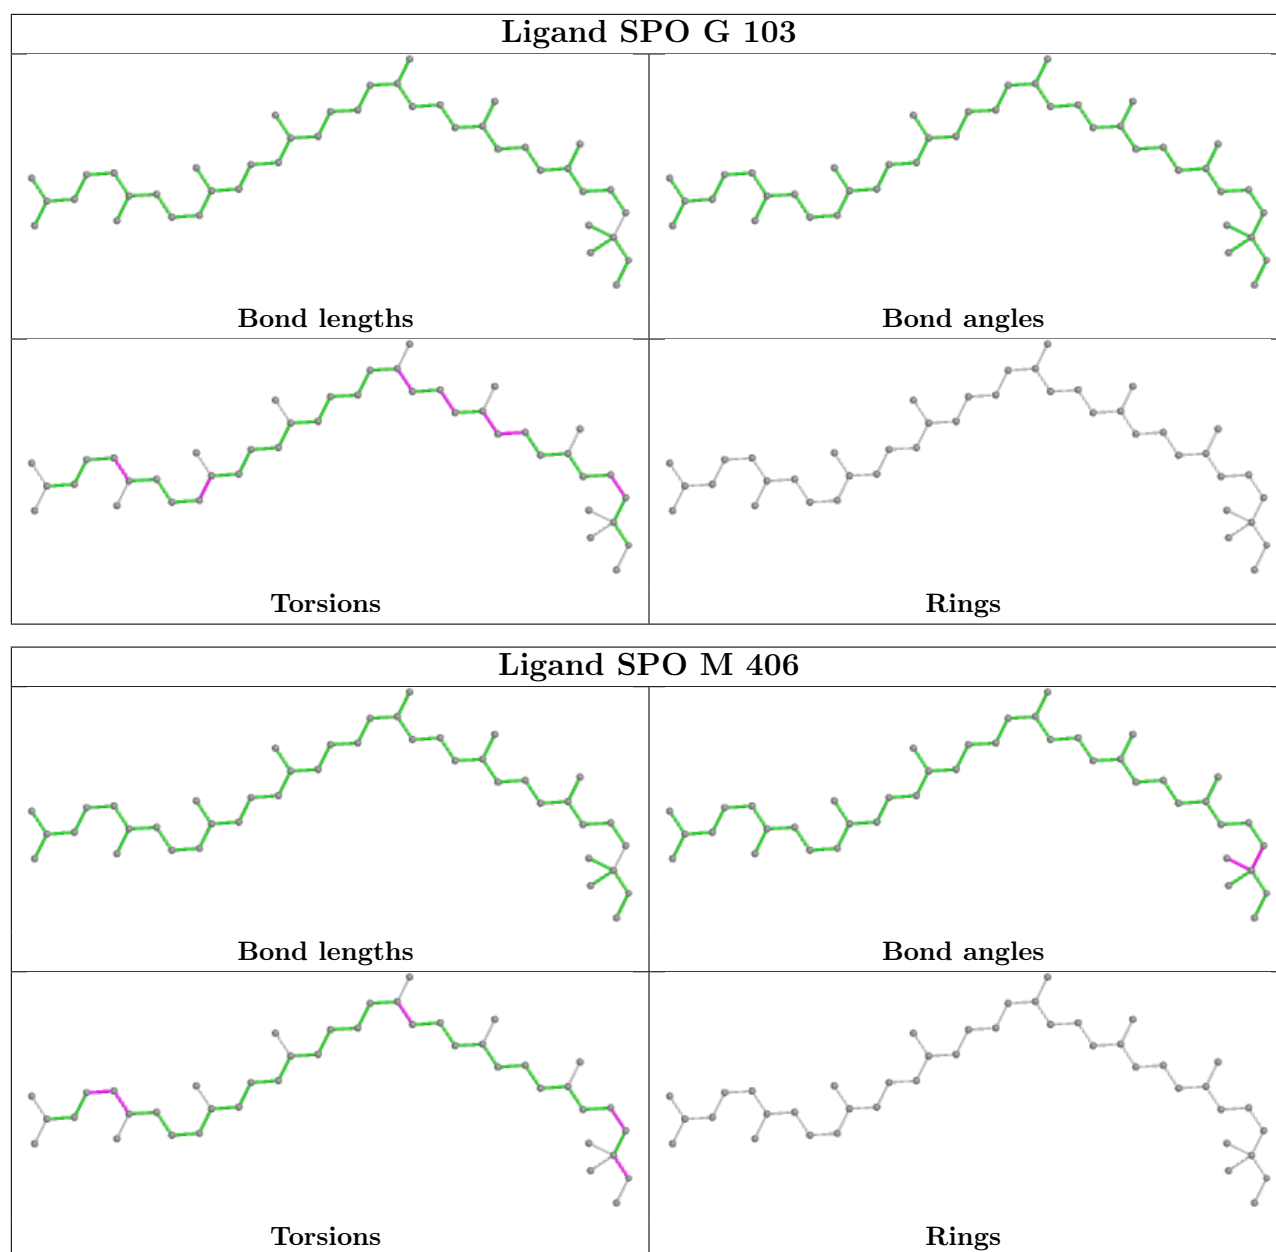 Ligand SPO G 103
Bond lengths
Bond angles
Torsions
Rings
Ligand SPO M 406
Bond lengths
Bond angles
Torsions
Rings